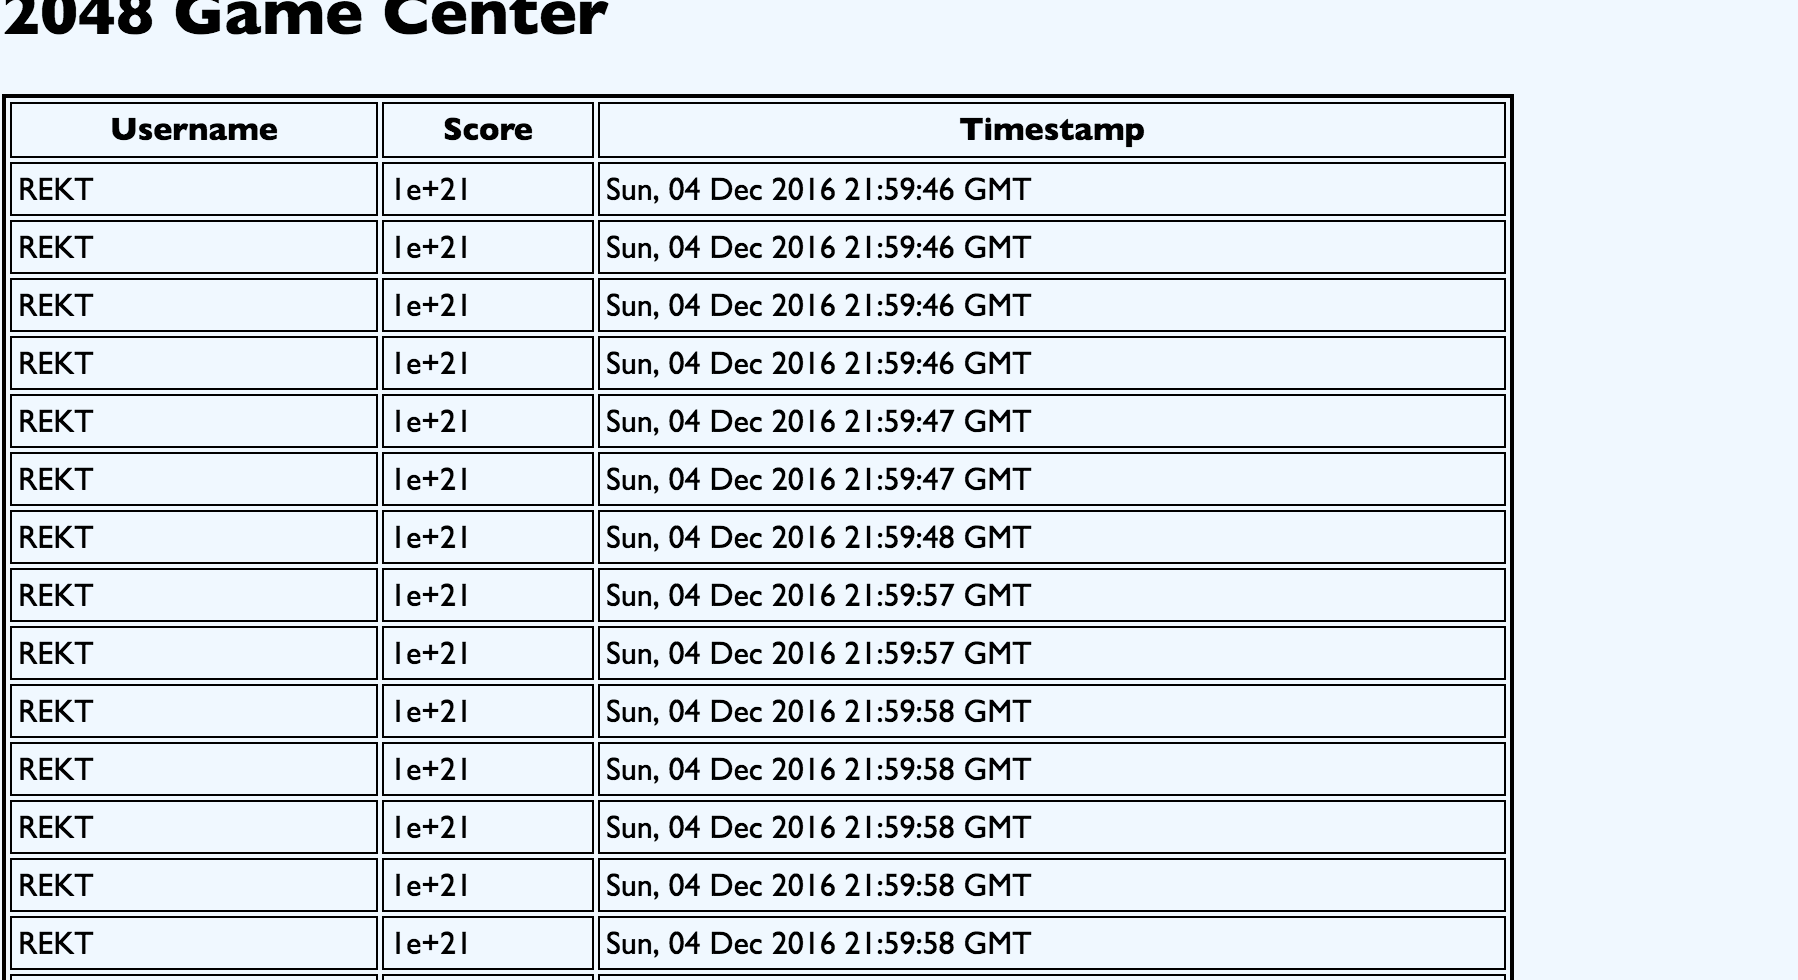 2048 Game Center
Username Score Timestamp
REKT 1e+21 Sun, 04 Dec 2016 21:59:46 GMT
REKT 1e+21 Sun, 04 Dec 2016 21:59:46 GMT
REKT 1e+21 Sun, 04 Dec 2016 21:59:46 GMT
REKT 1e+21 Sun, 04 Dec 2016 21:59:46 GMT
REKT 1e+21 Sun, 04 Dec 2016 21:59:47 GMT
REKT 1e+21 Sun, 04 Dec 2016 21:59:47 GMT
REKT 1e+21 Sun, 04 Dec 2016 21:59:48 GMT
REKT 1e+21 Sun, 04 Dec 2016 21:59:57 GMT
REKT 1e+21 Sun, 04 Dec 2016 21:59:57 GMT
REKT 1e+21 Sun, 04 Dec 2016 21:59:58 GMT
REKT 1e+21 Sun, 04 Dec 2016 21:59:58 GMT
REKT 1e+21 Sun, 04 Dec 2016 21:59:58 GMT
REKT 1e+21 Sun, 04 Dec 2016 21:59:58 GMT
REKT 1e+21 Sun, 04 Dec 2016 21:59:58 GMT